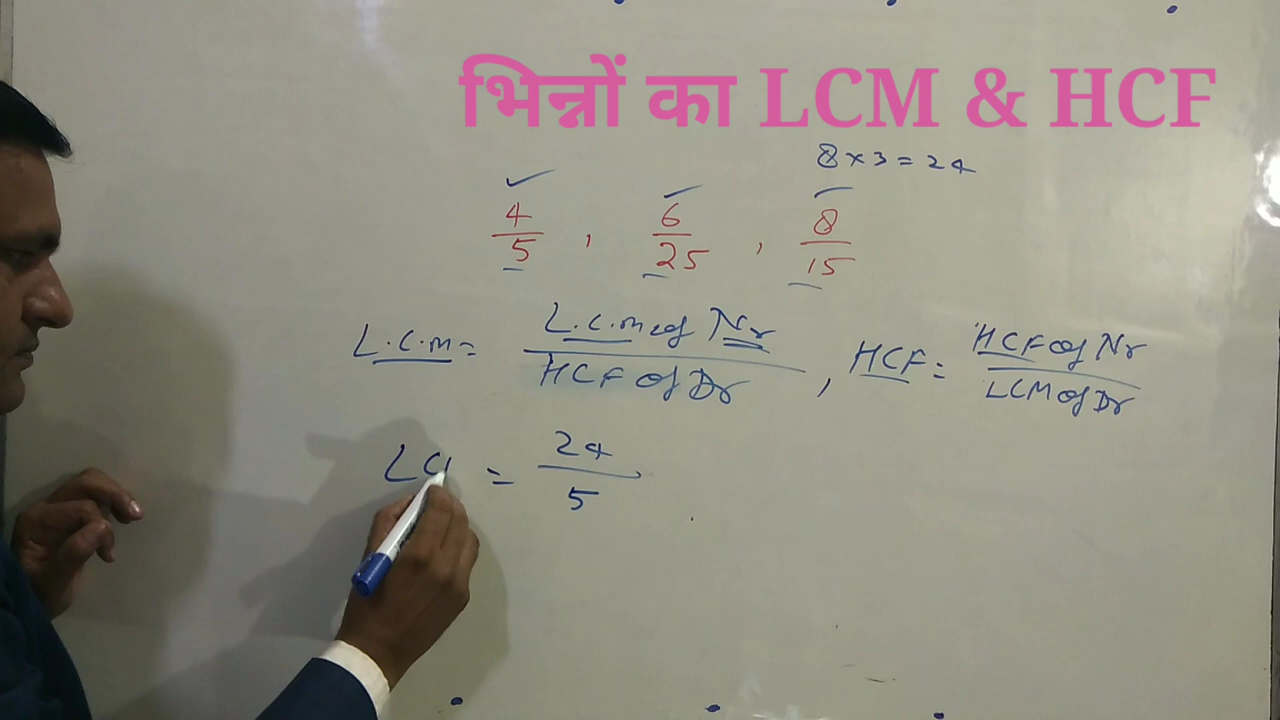 भिन्नों का LCM & HCF
8 x 3 = 24
4/5 , 6/25 , 8/15
L.C.M = L.C.M of Nr / HCF of Dr , HCF = HCF of Nr / LCM of Dr
LC = 24 / 5